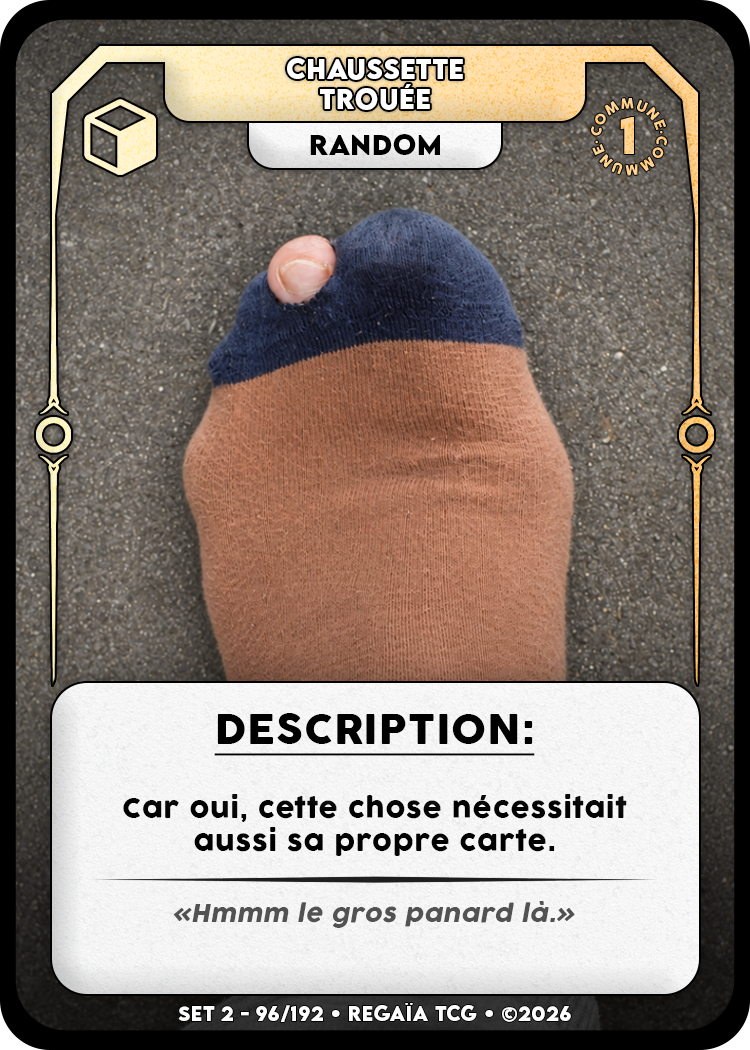 CHAUSSETTE
TROUÉE
RANDOM
COMMUNE·COMMUNE·
1
DESCRIPTION:
Car oui, cette chose nécessitait
aussi sa propre carte.
«Hmmm le gros panard là.»
SET 2 - 96/192 • REGAÏA TCG • ©2026